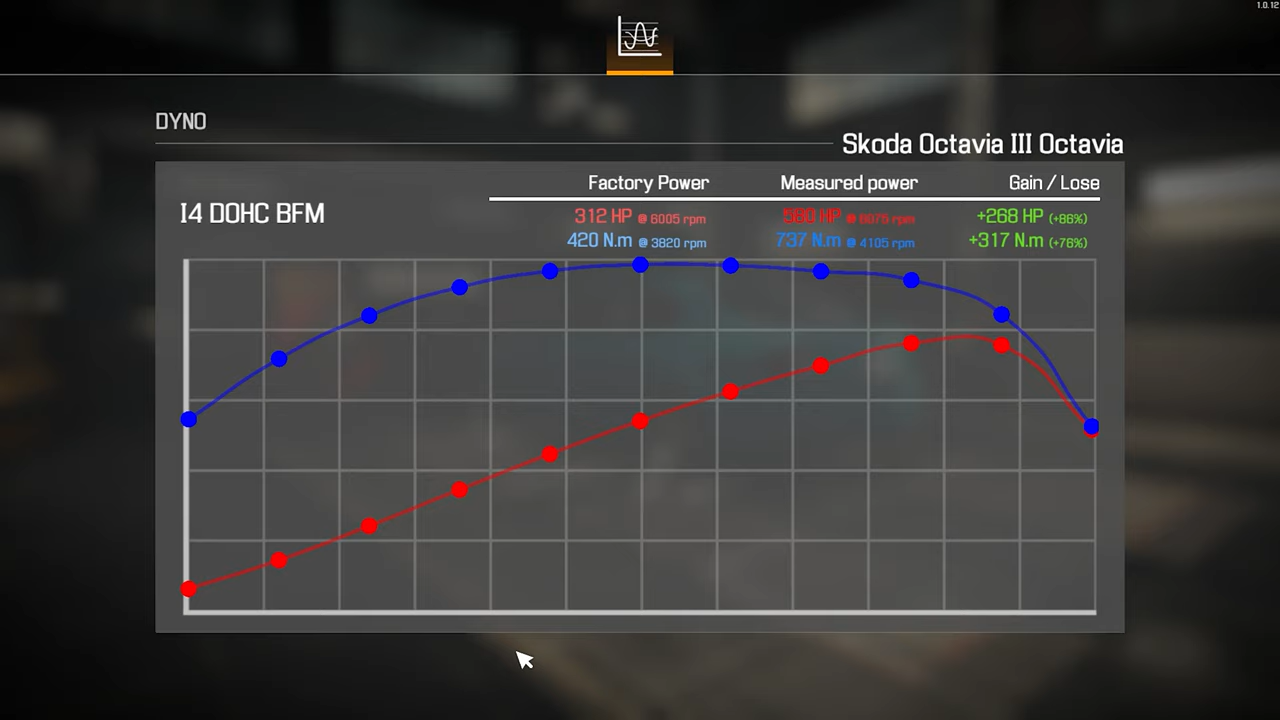 1.0.12
DYNO
Skoda Octavia III Octavia
Factory Power Measured power Gain / Lose
I4 DOHC BFM
312 HP @ 6005 rpm 580 HP @ 6075 rpm +268 HP (+86%)
420 N.m @ 3820 rpm 737 N.m @ 4105 rpm +317 N.m (+76%)